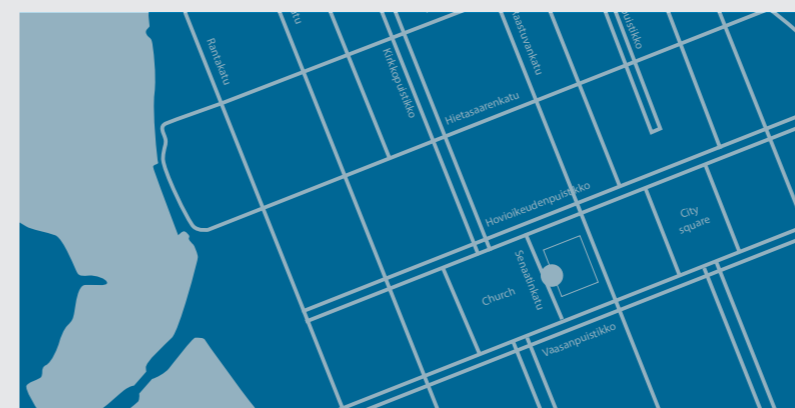 Rantakatu
Kirkkopuistikko
Hietasaarenkatu
Hovioikeudenpuistikko
City
square
Senaatinkatu
Church
Vaasanpuistikko